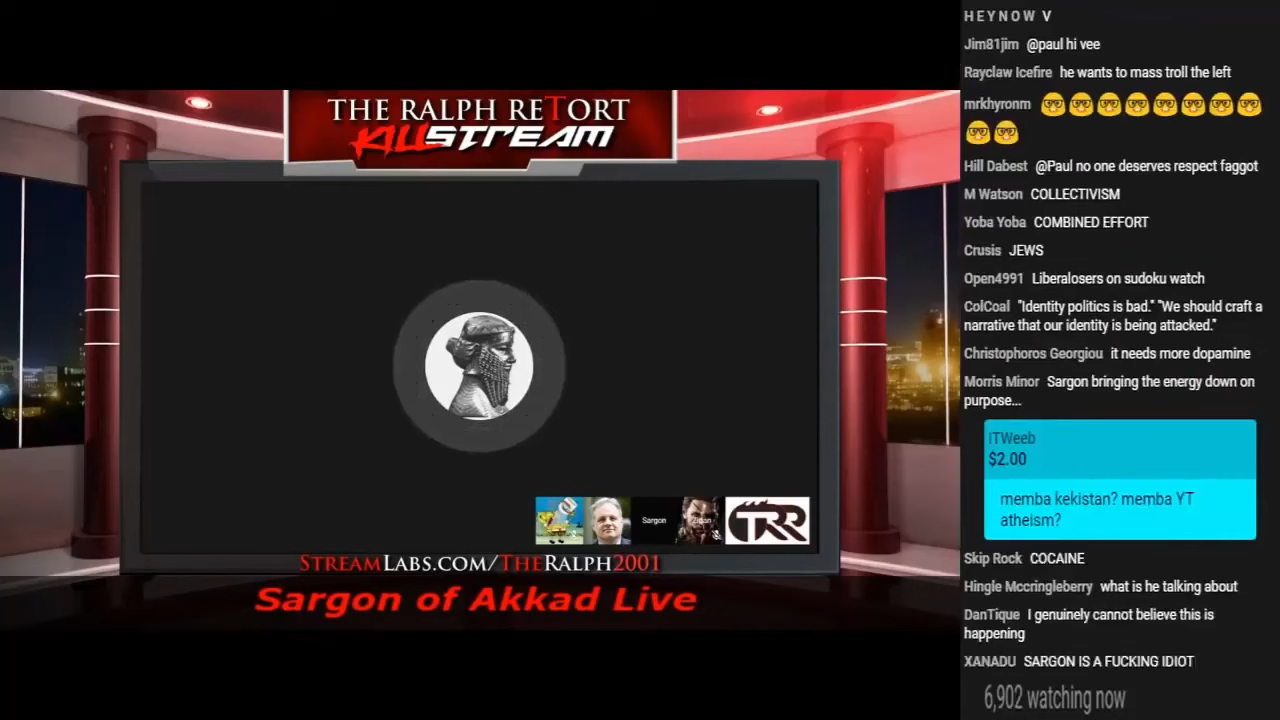 THE RALPH RETORT
KILLSTREAM
Sargon
Zidan
TRR
STREAMLABS.COM/THERALPH2001
Sargon of Akkad Live
HEYNOW V
Jim81jim @paul hi vee
Rayclaw Icefire he wants to mass troll the left
mrkhyronm
Hill Dabest @Paul no one deserves respect faggot
M Watson COLLECTIVISM
Yoba Yoba COMBINED EFFORT
Crusis JEWS
Open4991 Liberalosers on sudoku watch
ColCoal "Identity politics is bad." "We should craft a
narrative that our identity is being attacked."
Christophoros Georgiou it needs more dopamine
Morris Minor Sargon bringing the energy down on
purpose...
ITWeeb
$2.00
memba kekistan? memba YT
atheism?
Skip Rock COCAINE
Hingle Mccringleberry what is he talking about
DanTique I genuinely cannot believe this is
happening
XANADU SARGON IS A FUCKING IDIOT
6,902 watching now